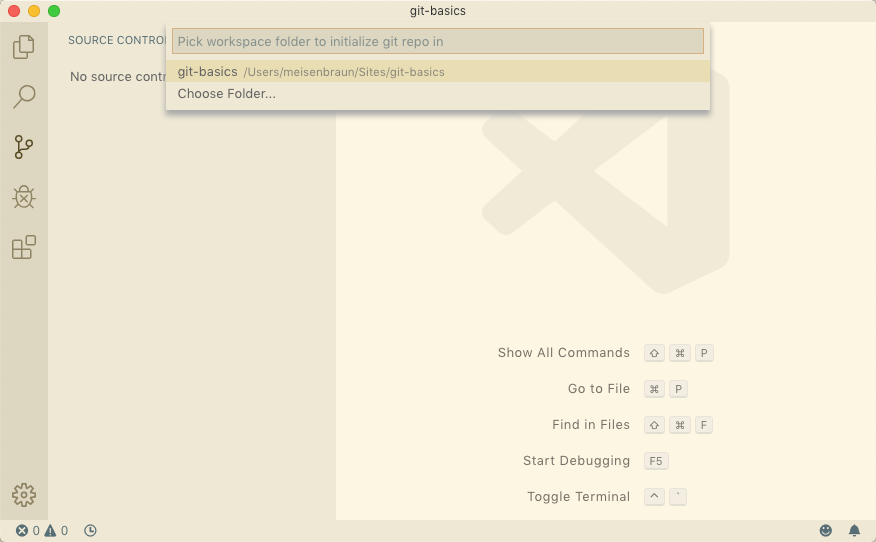 git-basics
SOURCE CONTRO
Pick workspace folder to initialize git repo in
git-basics /Users/meisenbraun/Sites/git-basics
Choose Folder...
No source contr
Show All Commands ⇧ ⌘ P
Go to File ⌘ P
Find in Files ⇧ ⌘ F
Start Debugging F5
Toggle Terminal ^ `
0 0